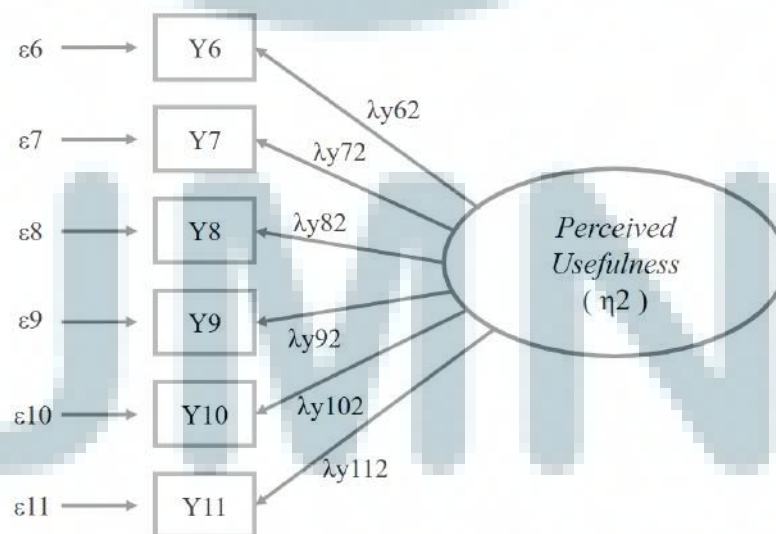 ε6 Y6
λy62
ε7 Y7 λy72
ε8 Y8 λy82
Perceived
Usefulness
( η2 )
ε9 Y9 λy92
ε10 Y10 λy102
λy112
ε11 Y11